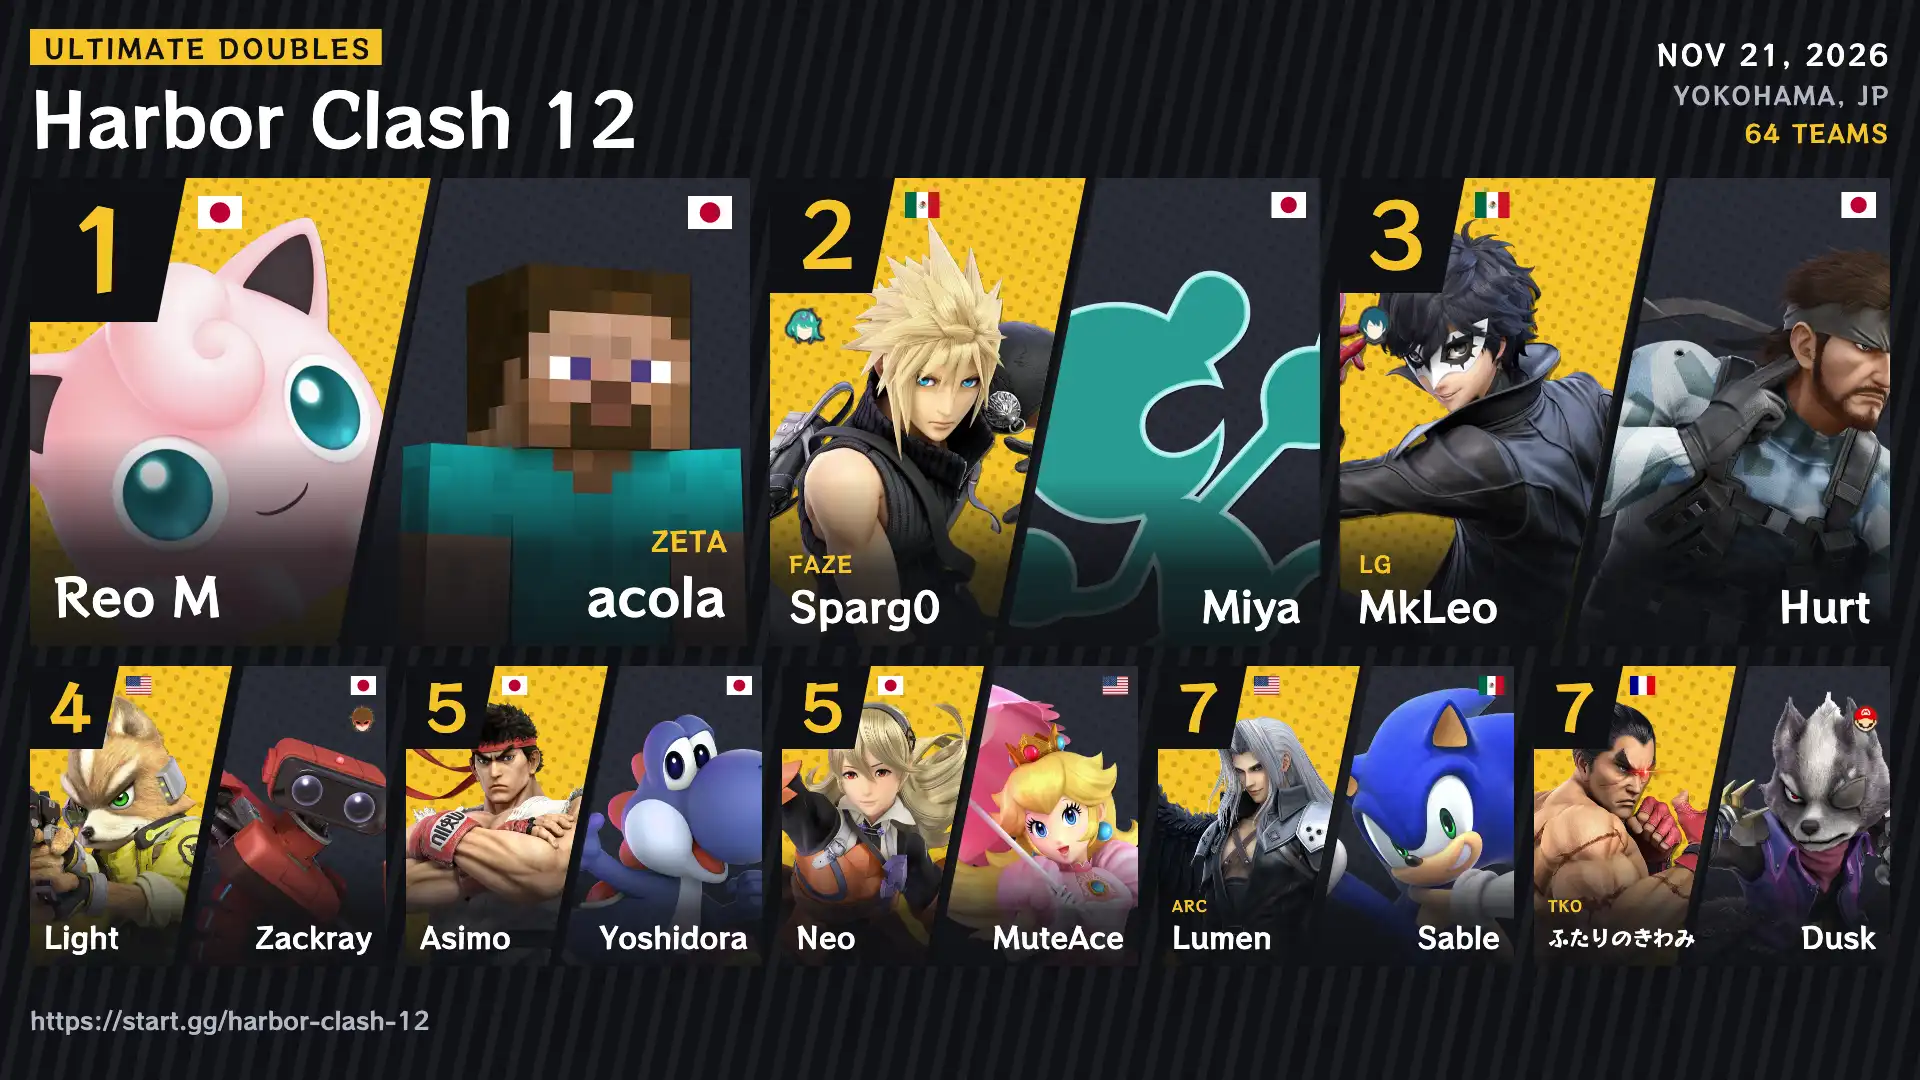 ULTIMATE DOUBLES
Harbor Clash 12
NOV 21, 2026
YOKOHAMA, JP
64 TEAMS
1
Reo M
ZETA
acola
2
FAZE
Sparg0
Miya
3
LG
MkLeo
Hurt
4
Light
Zackray
5
Asimo
Yoshidora
5
Neo
MuteAce
7
ARC
Lumen
Sable
7
TKO
ふたりのきわみ
Dusk
https://start.gg/harbor-clash-12